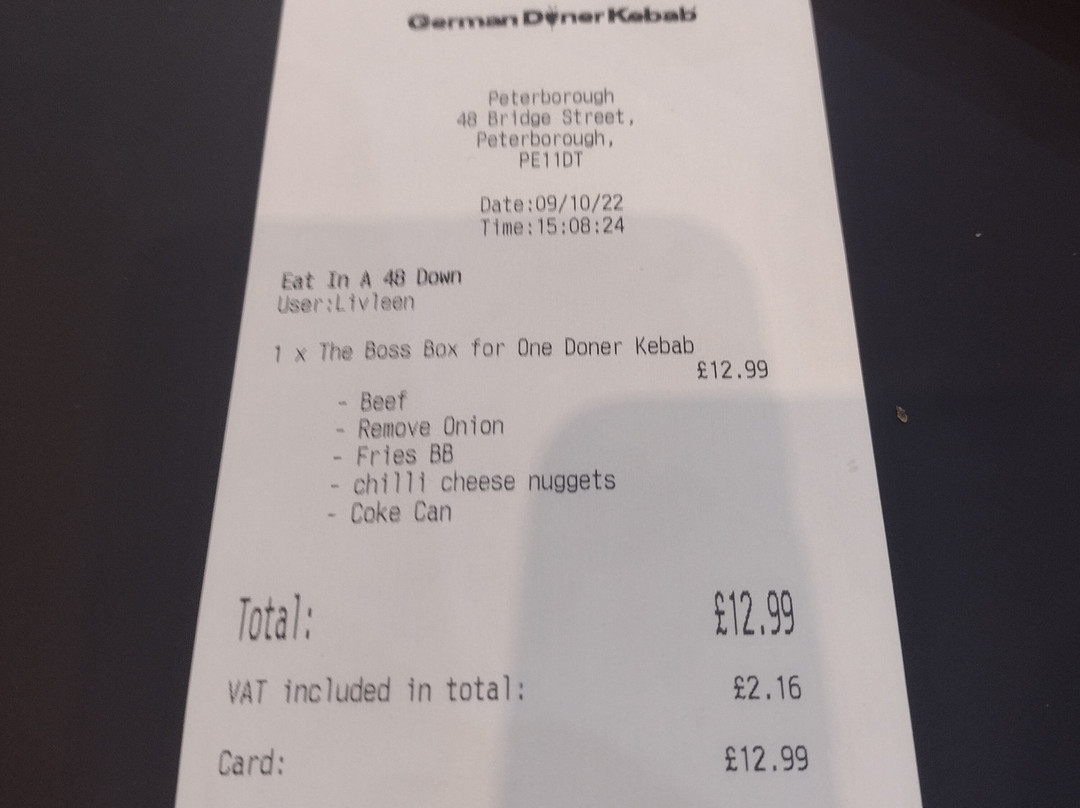 German Döner Kebab
Peterborough
48 Bridge Street,
Peterborough,
PE11DT
Date:09/10/22
Time:15:08:24
Eat In A 48 Down
User:Livleen
1 x The Boss Box for One Doner Kebab
£12.99
- Beef
- Remove Onion
- Fries BB
- chilli cheese nuggets
- Coke Can
Total: £12.99
VAT included in total: £2.16
Card: £12.99